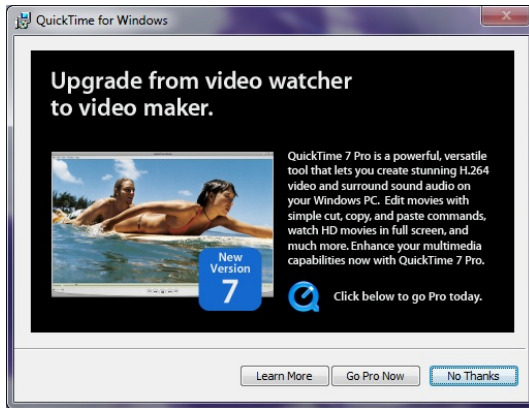 QuickTime for Windows
Upgrade from video watcher
to video maker.
QuickTime 7 Pro is a powerful, versatile
tool that lets you create stunning H.264
video and surround sound audio on
your Windows PC. Edit movies with
simple cut, copy, and paste commands,
watch HD movies in full screen, and
much more. Enhance your multimedia
capabilities now with QuickTime 7 Pro.
New
Version
7
Click below to go Pro today.
Learn More
Go Pro Now
No Thanks